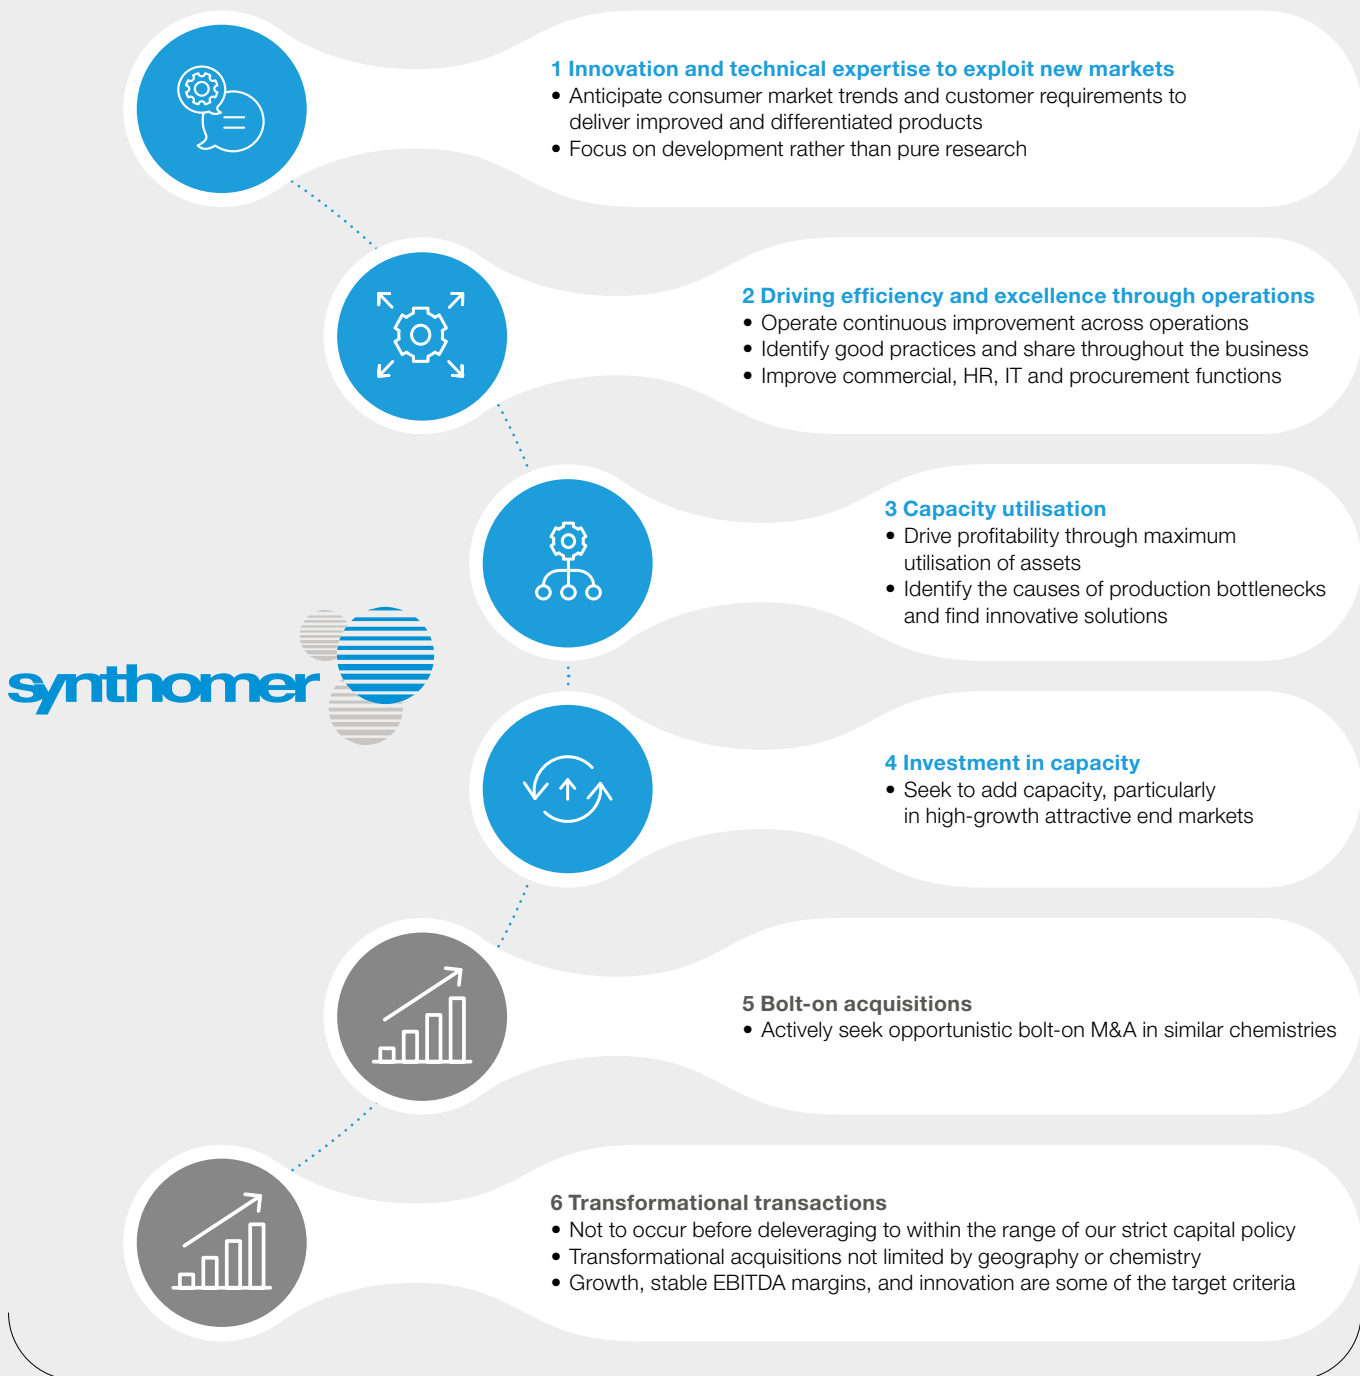 1 Innovation and technical expertise to exploit new markets
• Anticipate consumer market trends and customer requirements to
deliver improved and differentiated products
• Focus on development rather than pure research
2 Driving efficiency and excellence through operations
• Operate continuous improvement across operations
• Identify good practices and share throughout the business
• Improve commercial, HR, IT and procurement functions
3 Capacity utilisation
• Drive profitability through maximum
utilisation of assets
• Identify the causes of production bottlenecks
and find innovative solutions
synthomer
4 Investment in capacity
• Seek to add capacity, particularly
in high-growth attractive end markets
5 Bolt-on acquisitions
• Actively seek opportunistic bolt-on M&A in similar chemistries
6 Transformational transactions
• Not to occur before deleveraging to within the range of our strict capital policy
• Transformational acquisitions not limited by geography or chemistry
• Growth, stable EBITDA margins, and innovation are some of the target criteria